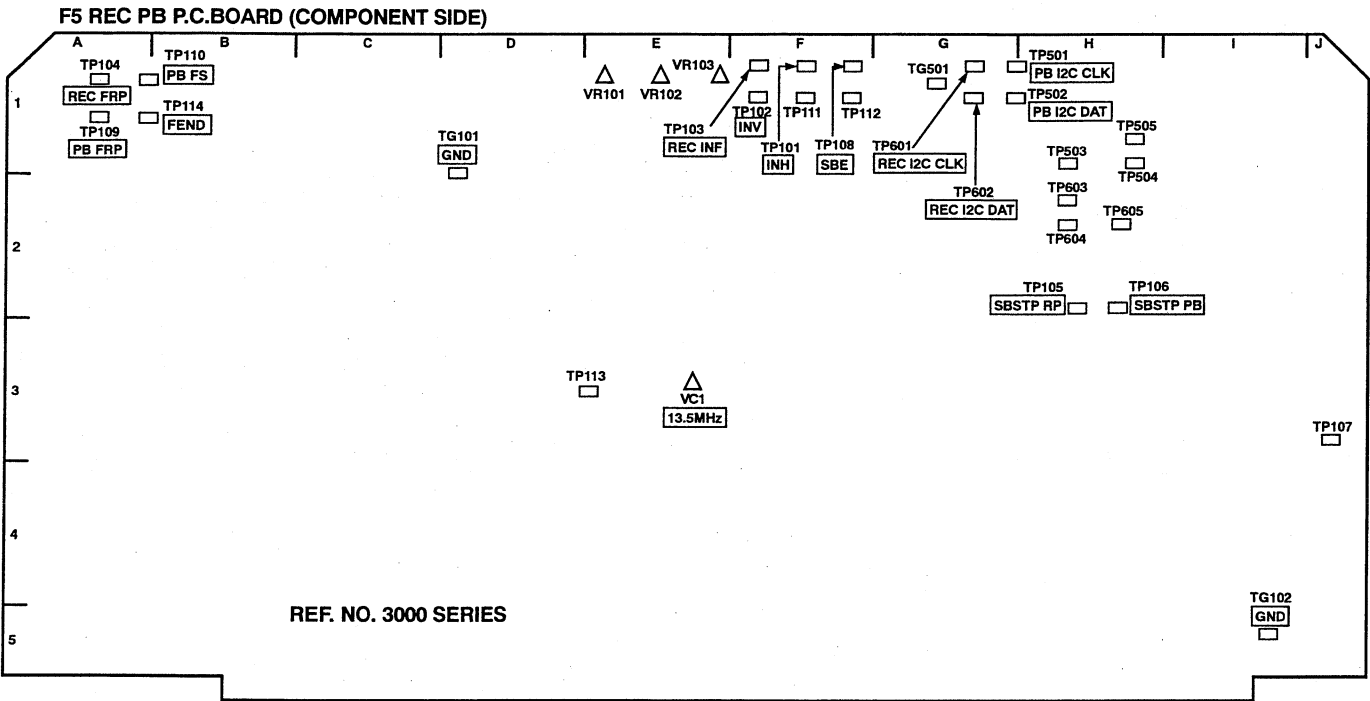 F5 REC PB P.C.BOARD (COMPONENT SIDE)
A B C D E F G H I J
1
2
3
4
5
TP104
REC FRP
TP109
PB FRP
TP110
PB FS
TP114
FEND
TG101
GND
VR101
VR102
VR103
TP103
REC INF
TP102
INV
TP101
INH
TP111
TP108
SBE
TP112
TG501
TP601
REC I2C CLK
TP602
REC I2C DAT
TP501
PB I2C CLK
TP502
PB I2C DAT
TP505
TP503
TP504
TP603
TP604
TP605
TP105
SBSTP RP
TP106
SBSTP PB
TP113
VC1
13.5MHz
TP107
REF. NO. 3000 SERIES
TG102
GND